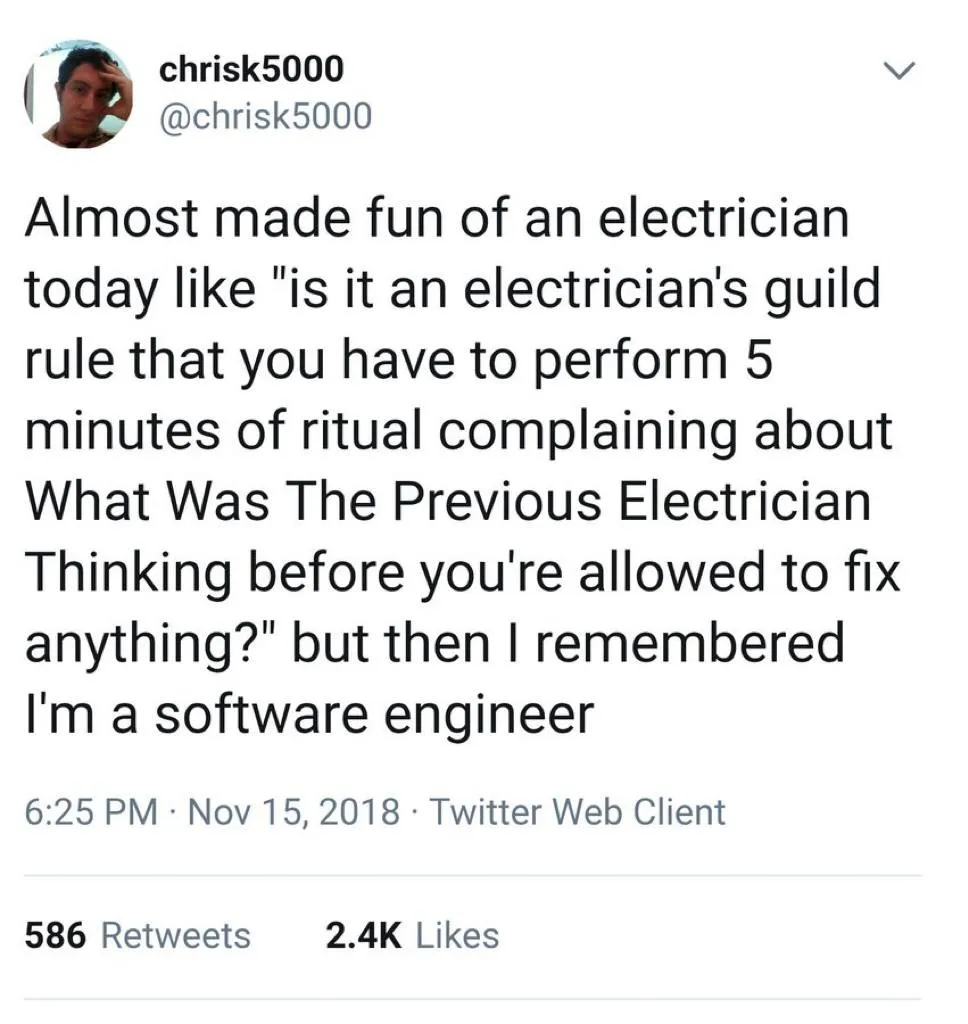 chrisk5000
@chrisk5000
Almost made fun of an electrician
today like "is it an electrician's guild
rule that you have to perform 5
minutes of ritual complaining about
What Was The Previous Electrician
Thinking before you're allowed to fix
anything?" but then I remembered
I'm a software engineer
6:25 PM · Nov 15, 2018 · Twitter Web Client
586 Retweets 2.4K Likes